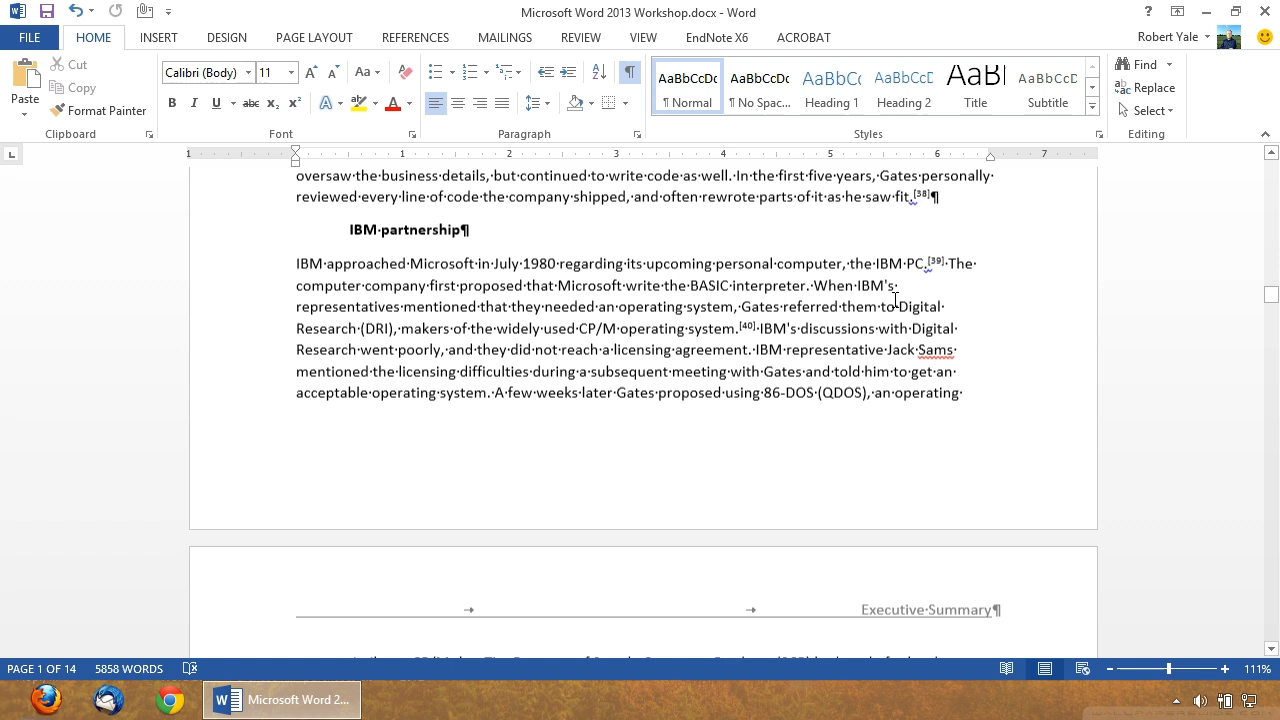 Microsoft Word 2013 Workshop.docx - Word
FILE HOME INSERT DESIGN PAGE LAYOUT REFERENCES MAILINGS REVIEW VIEW EndNote X6 ACROBAT Robert Yale
Paste
Cut
Copy
Format Painter
Calibri (Body) 11
AaBbCcDc AaBbCcDc AaBbCc AaBbCcD AaBl AaBbCcD
¶ Normal ¶ No Spac... Heading Heading 2 Title Subtitle
Find
Replace
Select
Clipboard Font Paragraph Styles Editing
1 1 2 3 4 5 6 7
oversaw·the·business·details,·but·continued·to·write·code·as·well.·In·the·first·five·years,·Gates·personally·
reviewed·every·line·of·code·the·company·shipped,·and·often·rewrote·parts·of·it·as·he·saw·fit.[38]¶
IBM·partnership¶
IBM·approached·Microsoft·in·July·1980·regarding·its·upcoming·personal·computer,·the·IBM·PC.[39]·The·
computer·company·first·proposed·that·Microsoft·write·the·BASIC·interpreter.·When·IBM's·
representatives·mentioned·that·they·needed·an·operating·system,·Gates·referred·them·to·Digital·
Research·(DRI),·makers·of·the·widely·used·CP/M·operating·system.[40]·IBM's·discussions·with·Digital·
Research·went·poorly,·and·they·did·not·reach·a·licensing·agreement.·IBM·representative·Jack·Sams·
mentioned·the·licensing·difficulties·during·a·subsequent·meeting·with·Gates·and·told·him·to·get·an·
acceptable·operating·system.·A·few·weeks·later·Gates·proposed·using·86-DOS·(QDOS),·an·operating·
Executive·Summary¶
PAGE 1 OF 14 5858 WORDS 111%
Microsoft Word 2...